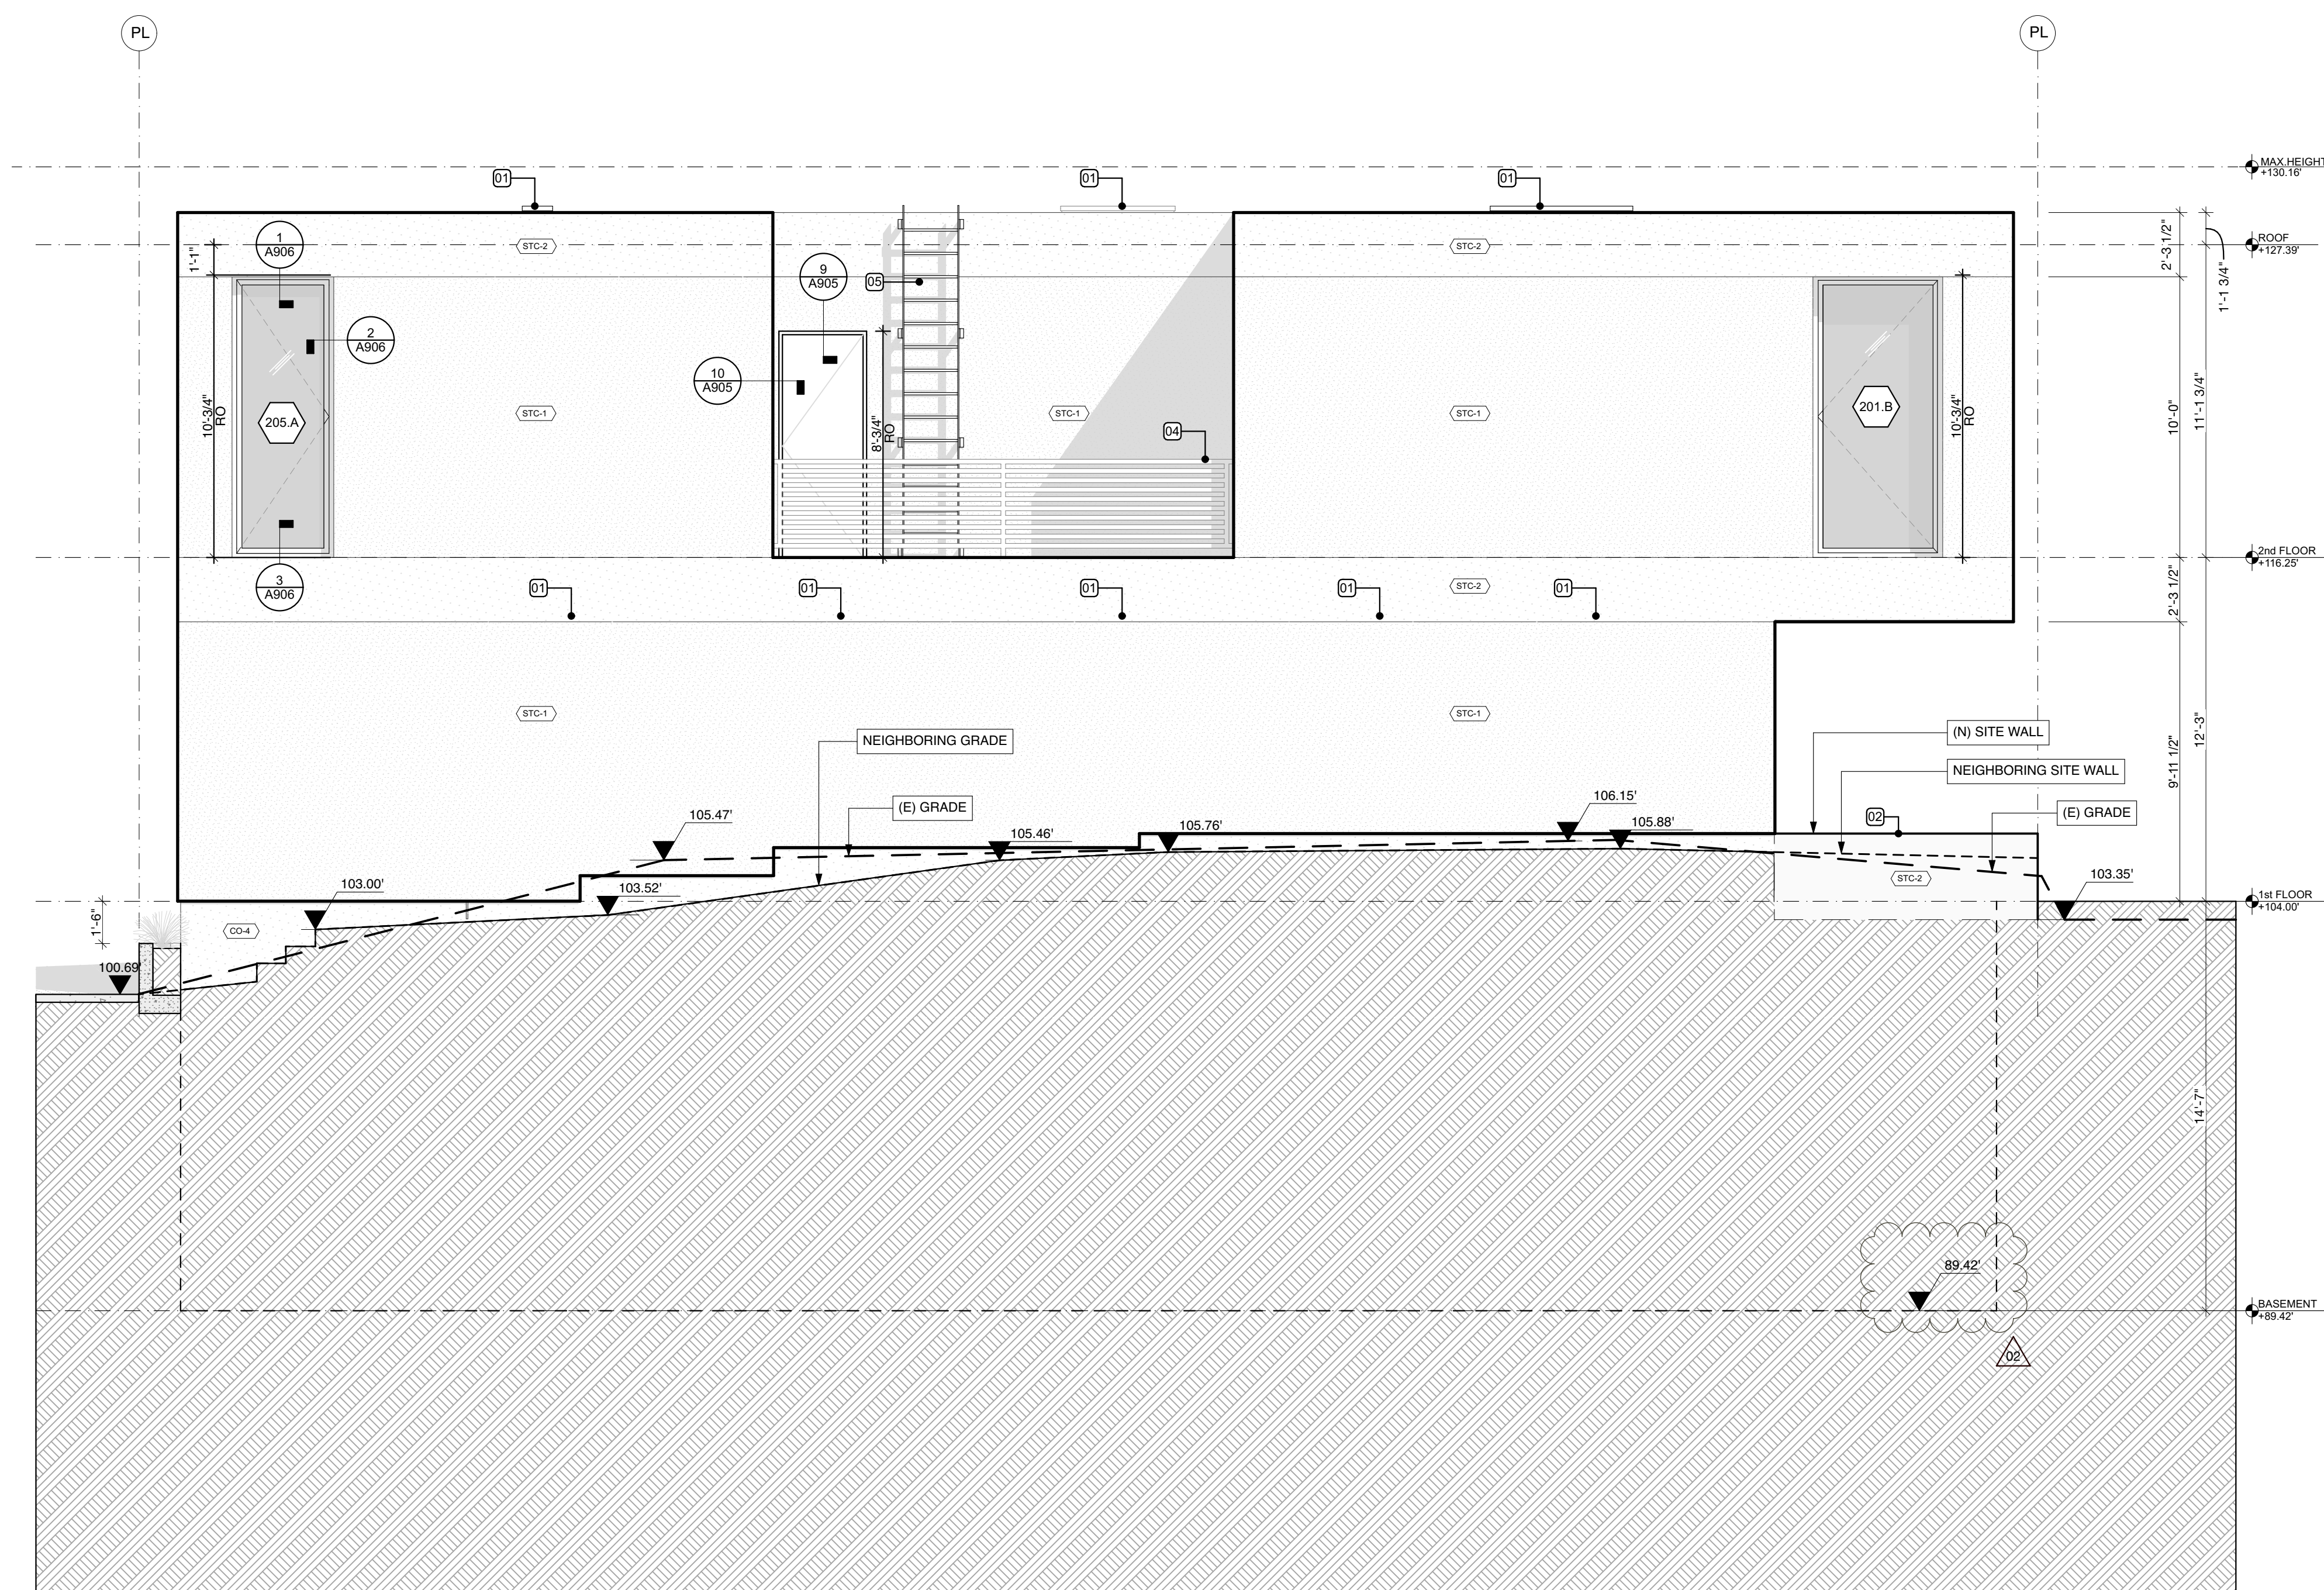 PL
PL
MAX.HEIGHT
+130.16'
01
01
01
ROOF
+127.39'
STC-2
STC-2
1'-1"
2'-3 1/2"
1'-1 3/4"
1
A906
9
A905
05
2
A906
10
A905
205.A
201.B
10'-3/4"
RO
8'-3/4"
RO
10'-3/4"
RO
10'-0"
11'-1 3/4"
STC-1
STC-1
STC-1
04
2nd FLOOR
+116.25'
3
A906
01
01
01
01
01
STC-2
2'-3 1/2"
STC-1
STC-1
NEIGHBORING GRADE
(N) SITE WALL
12'-3"
9'-11 1/2"
NEIGHBORING SITE WALL
(E) GRADE
(E) GRADE
105.47'
105.46'
105.76'
106.15'
105.88'
02
103.00'
103.52'
STC-2
103.35'
1st FLOOR
+104.00'
1'-6"
CO-4
100.69'
14'-7"
89.42'
BASEMENT
+89.42'
02